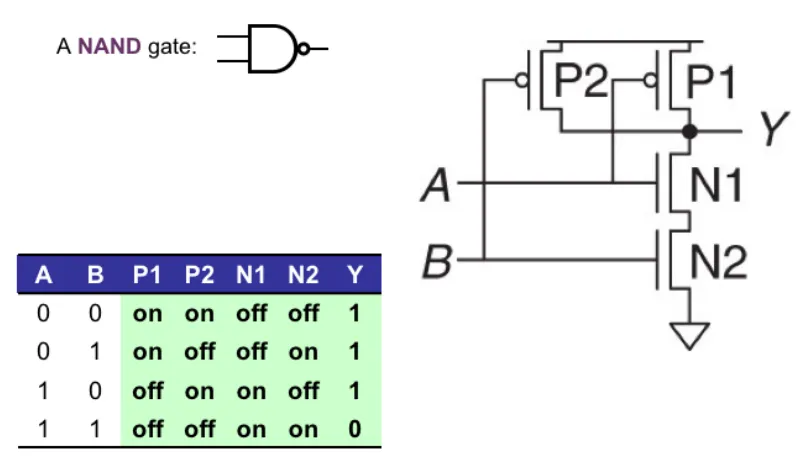 A NAND gate:
P2 P1
Y
A N1
B N2
A B P1 P2 N1 N2 Y
0 0 on on off off 1
0 1 on off off on 1
1 0 off on on off 1
1 1 off off on on 0